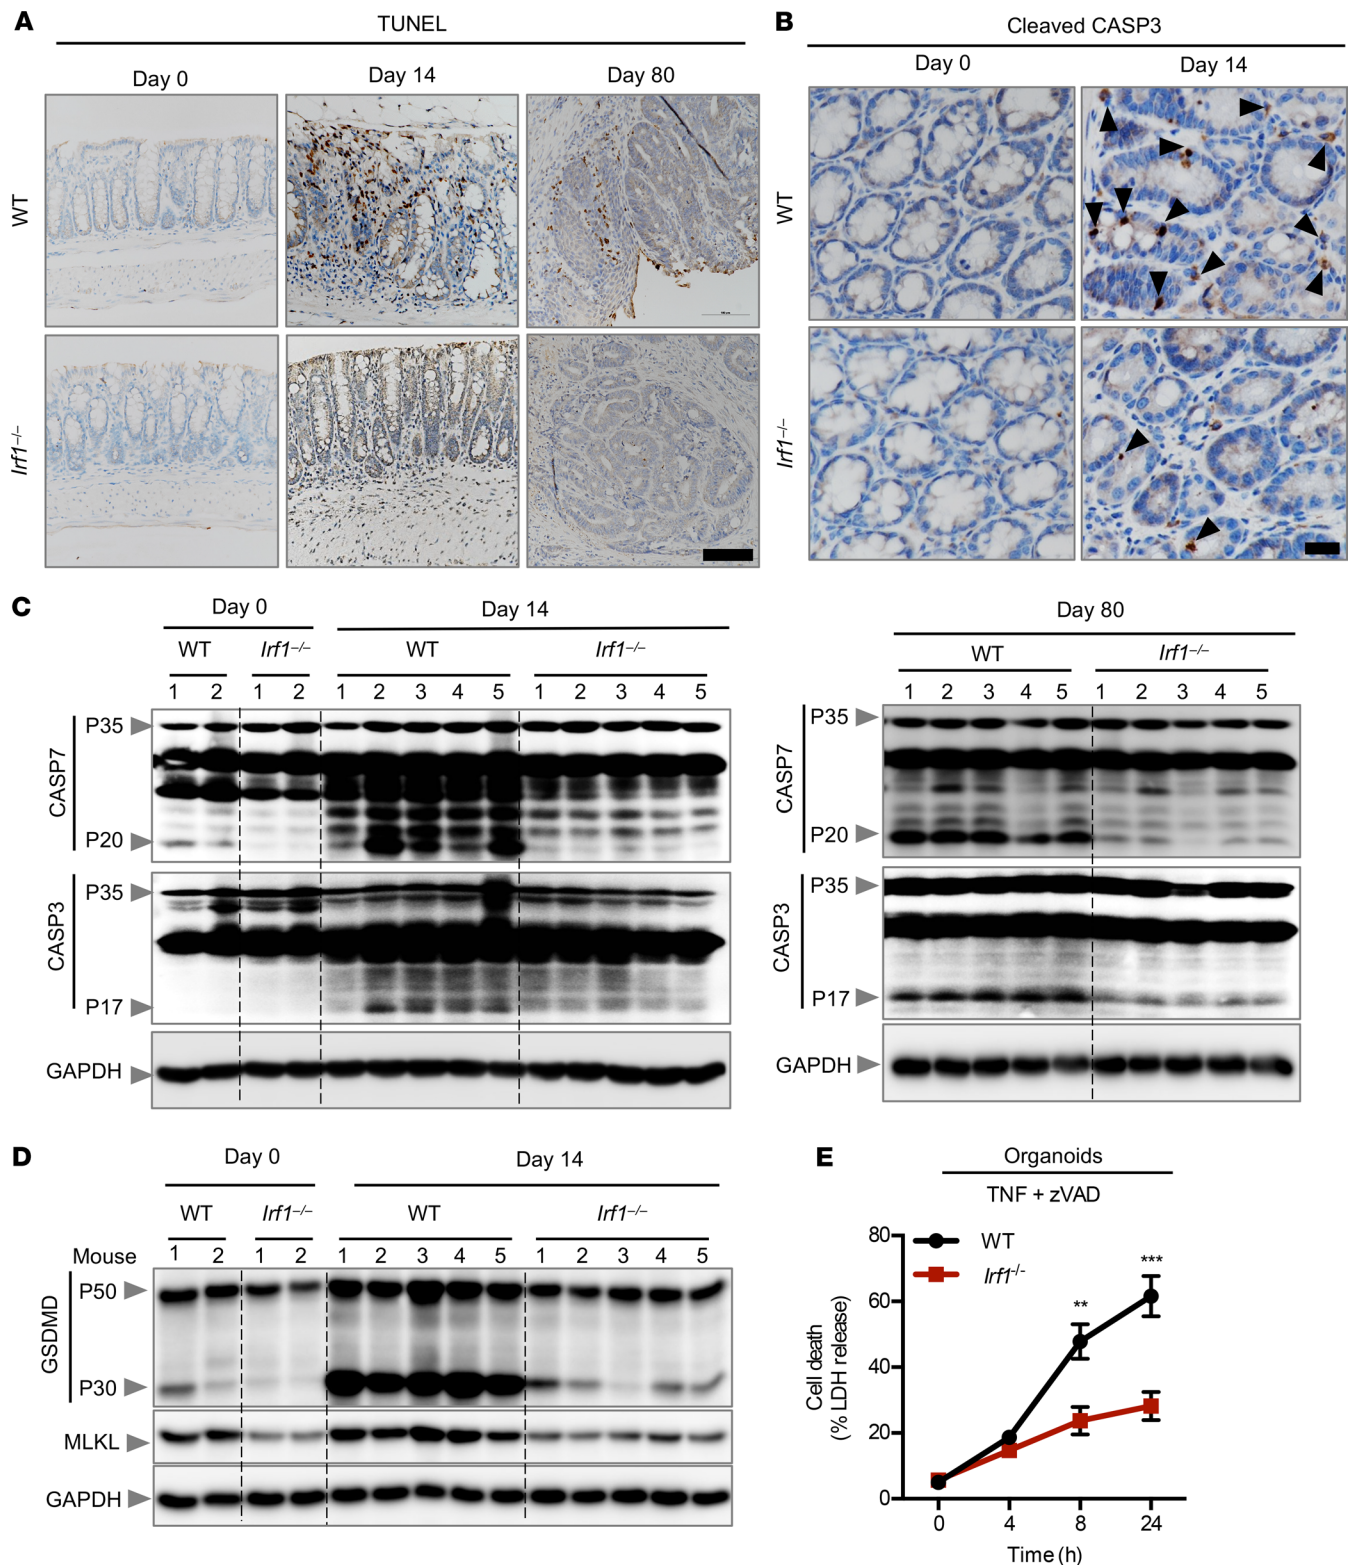 A
TUNEL
Day 0
Day 14
Day 80
WT
Irf1–/–
B
Cleaved CASP3
Day 0
Day 14
WT
Irf1–/–
C
Day 0
Day 14
WT
Irf1–/–
WT
Irf1–/–
1 2 1 2 1 2 3 4 5 1 2 3 4 5
CASP7
P35
P20
CASP3
P35
P17
GAPDH
Day 80
WT
Irf1–/–
1 2 3 4 5 1 2 3 4 5
CASP7
P35
P20
CASP3
P35
P17
GAPDH
D
Day 0
Day 14
WT
Irf1–/–
WT
Irf1–/–
Mouse 1 2 1 2 1 2 3 4 5 1 2 3 4 5
GSDMD
P50
P30
MLKL
GAPDH
E
Organoids
TNF + zVAD
WT
Irf1-/-
Cell death
(% LDH release)
80
60
40
20
0
**
***
0 4 8 24
Time (h)